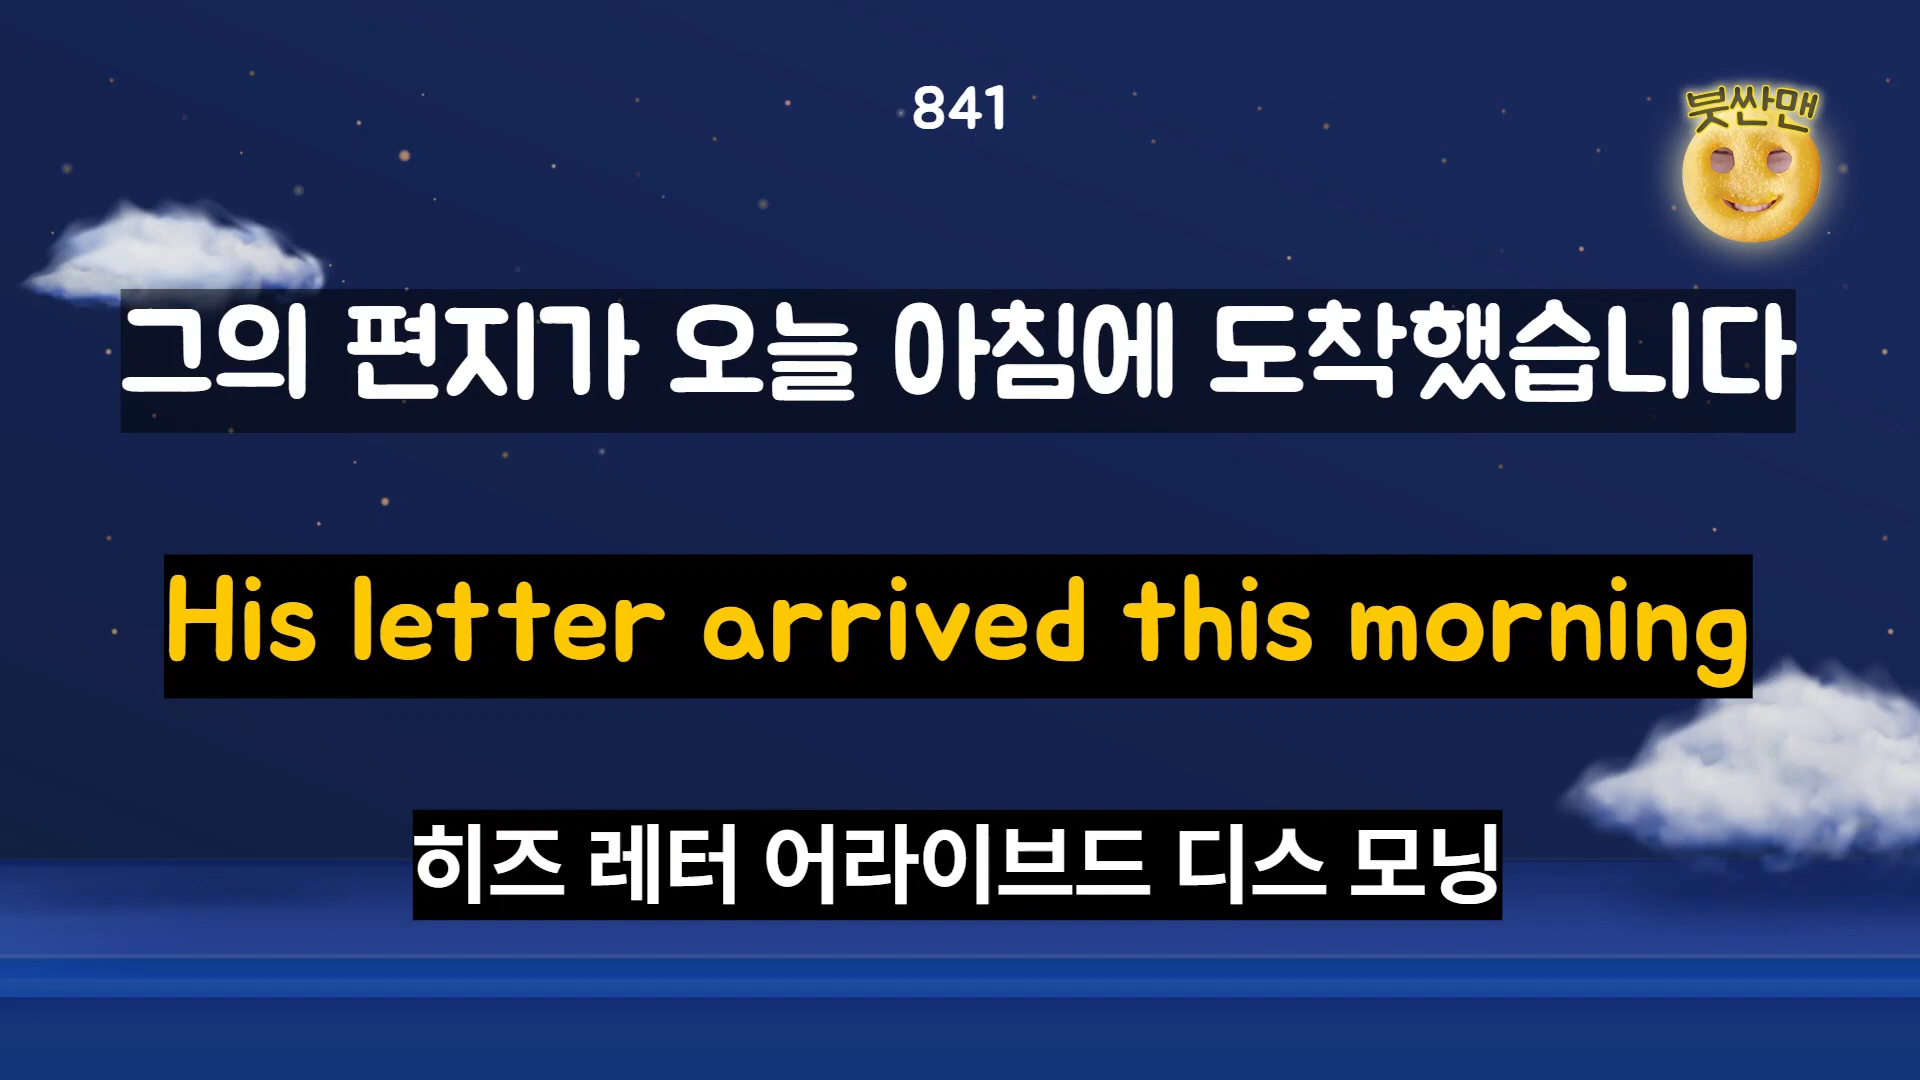 841
붓싼맨
그의 편지가 오늘 아침에 도착했습니다
His letter arrived this morning
히즈 레터 어라이브드 디스 모닝